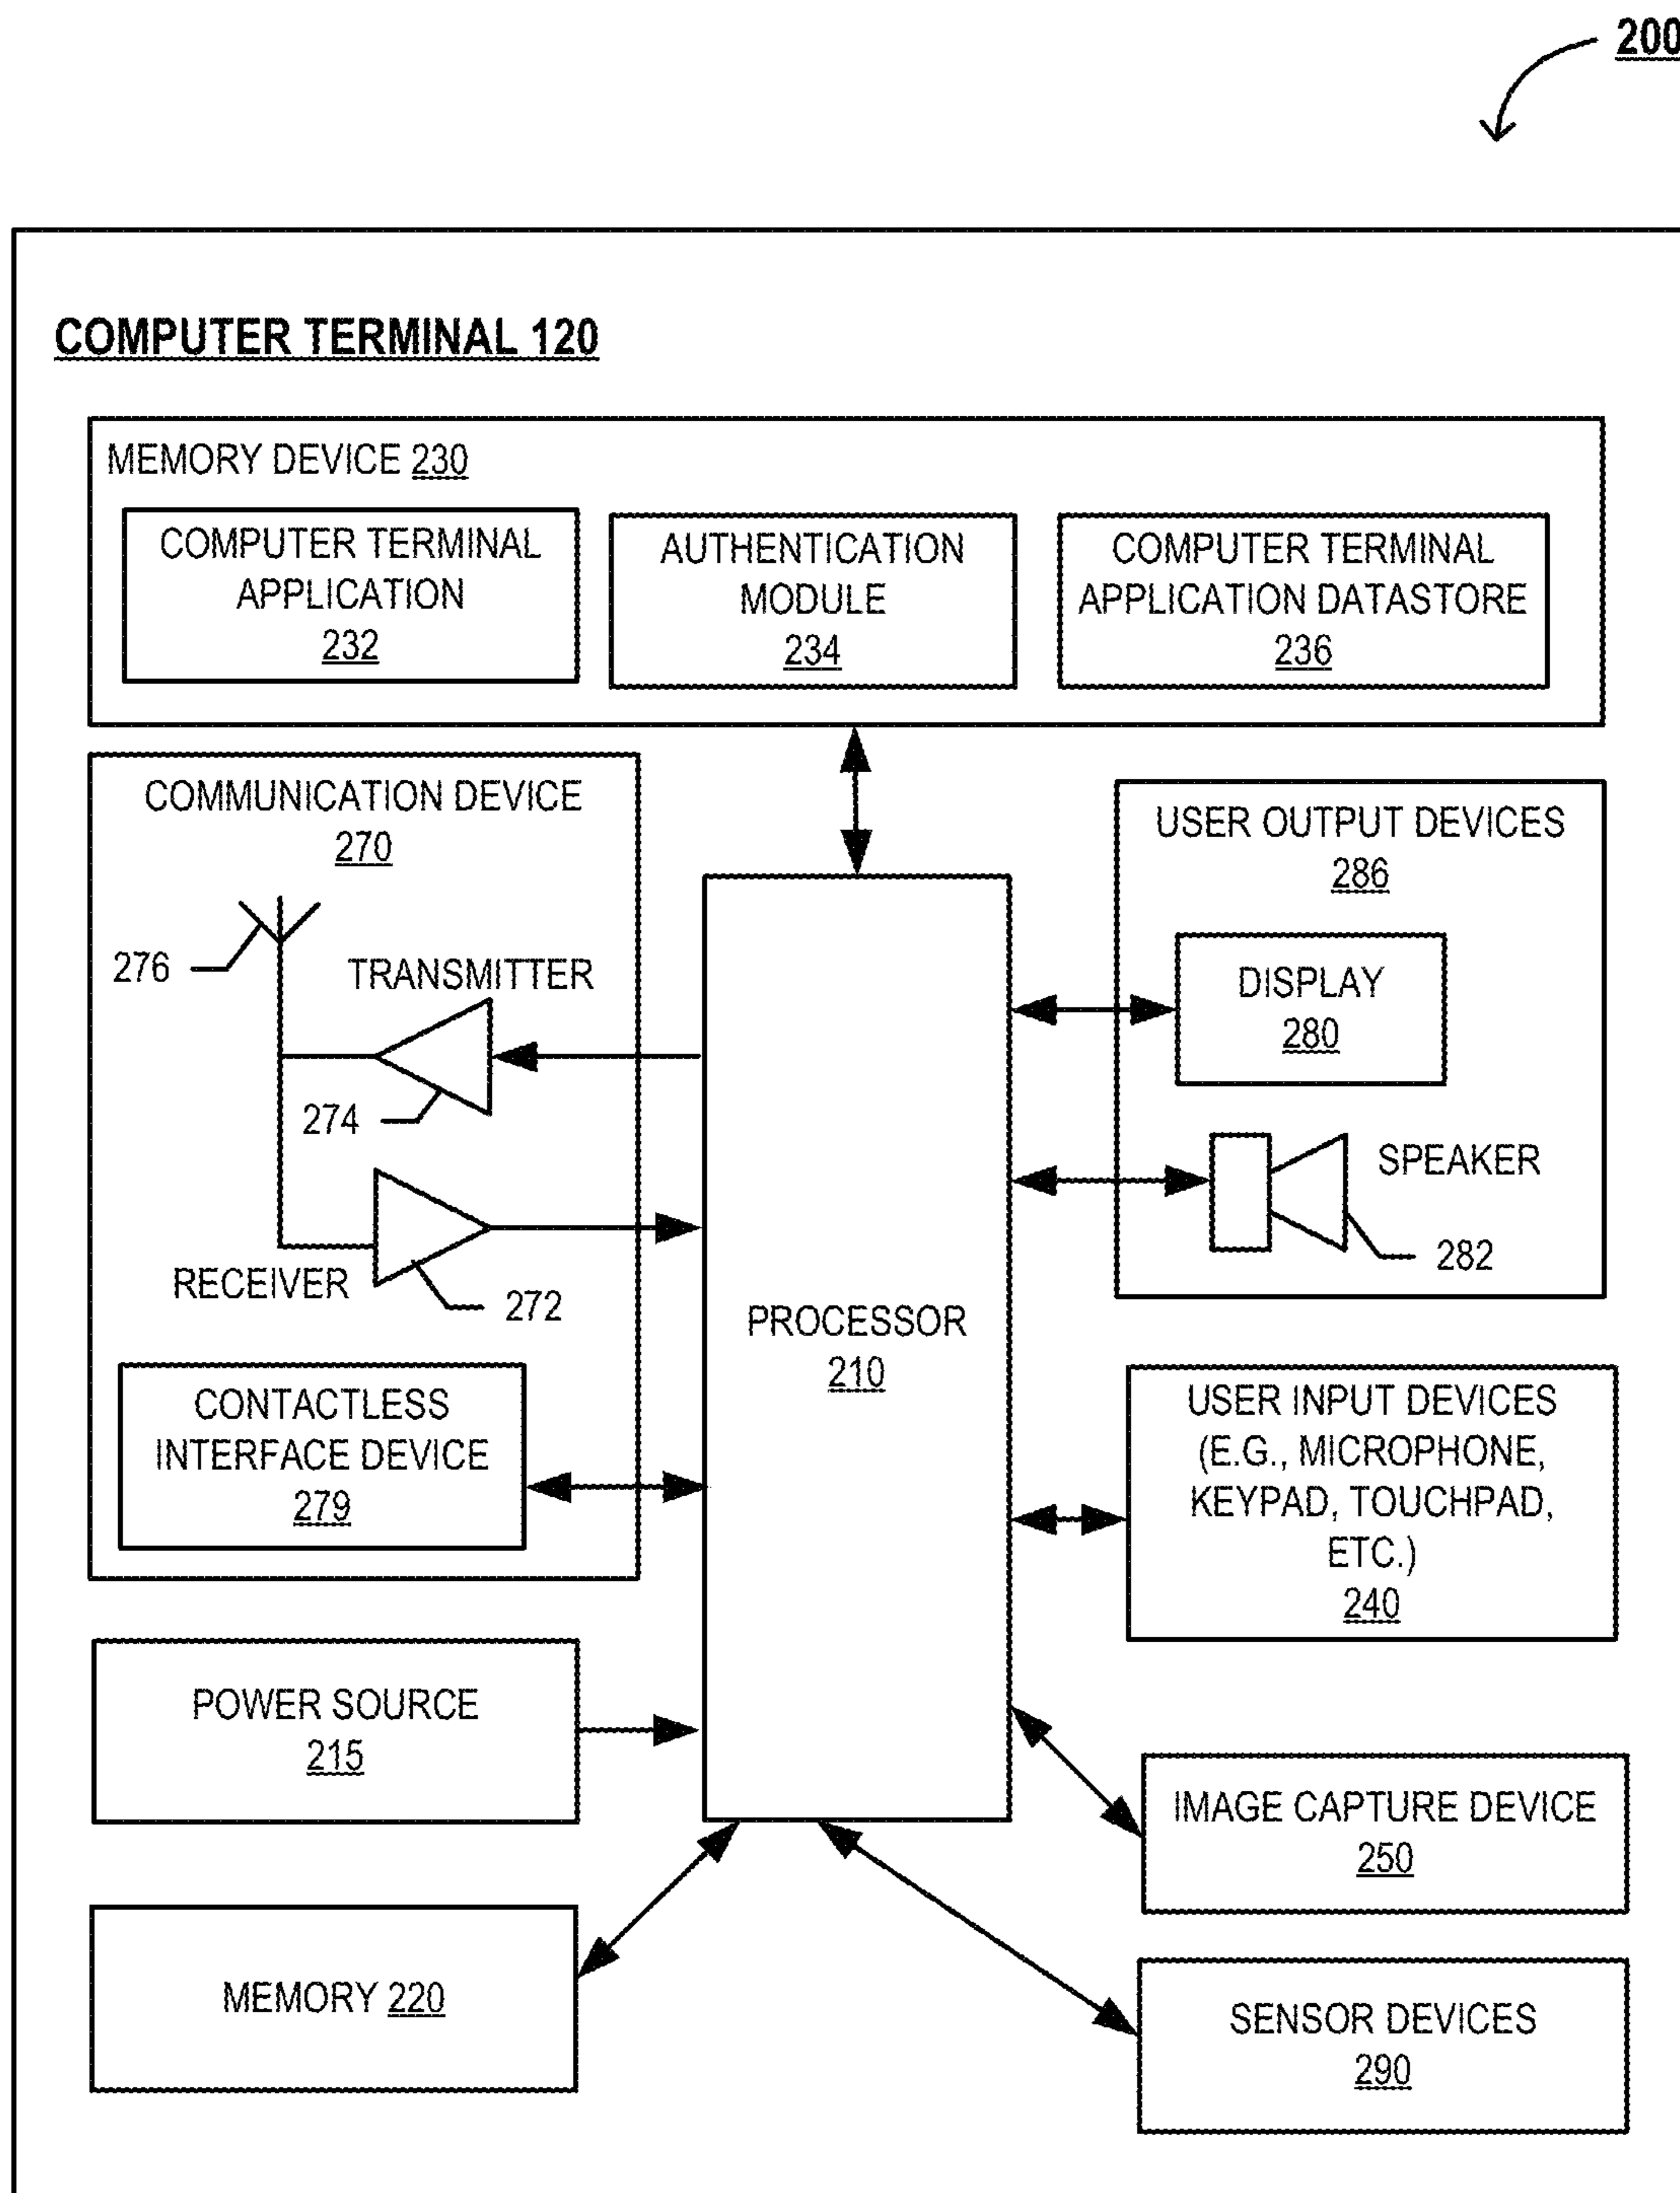 200
COMPUTER TERMINAL 120
MEMORY DEVICE 230
COMPUTER TERMINAL
APPLICATION
232
AUTHENTICATION
MODULE
234
COMPUTER TERMINAL
APPLICATION DATASTORE
236
COMMUNICATION DEVICE
270
276
TRANSMITTER
274
RECEIVER
272
CONTACTLESS
INTERFACE DEVICE
279
PROCESSOR
210
USER OUTPUT DEVICES
286
DISPLAY
280
SPEAKER
282
USER INPUT DEVICES
(E.G., MICROPHONE,
KEYPAD, TOUCHPAD,
ETC.)
240
POWER SOURCE
215
IMAGE CAPTURE DEVICE
250
MEMORY 220
SENSOR DEVICES
290